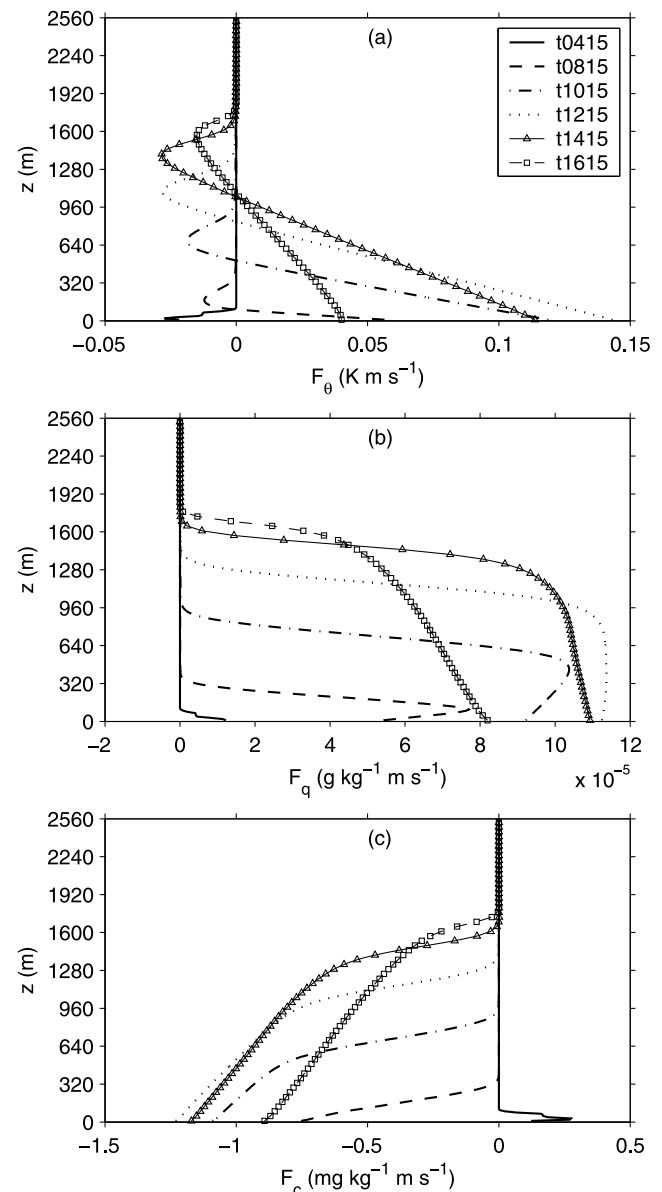 2560
2240
1920
1600
1280
960
640
320
0
z (m)
(a)
t0415
t0815
t1015
t1215
t1415
t1615
−0.05 0 0.05 0.1 0.15
F_θ (K m s⁻¹)
2560
2240
1920
1600
1280
960
640
320
0
z (m)
(b)
−2 0 2 4 6 8 10 12
F_q (g kg⁻¹ m s⁻¹)
x 10⁻⁵
2560
2240
1920
1600
1280
960
640
320
0
z (m)
(c)
−1.5 −1 −0.5 0 0.5
F_c (mg kg⁻¹ m s⁻¹)